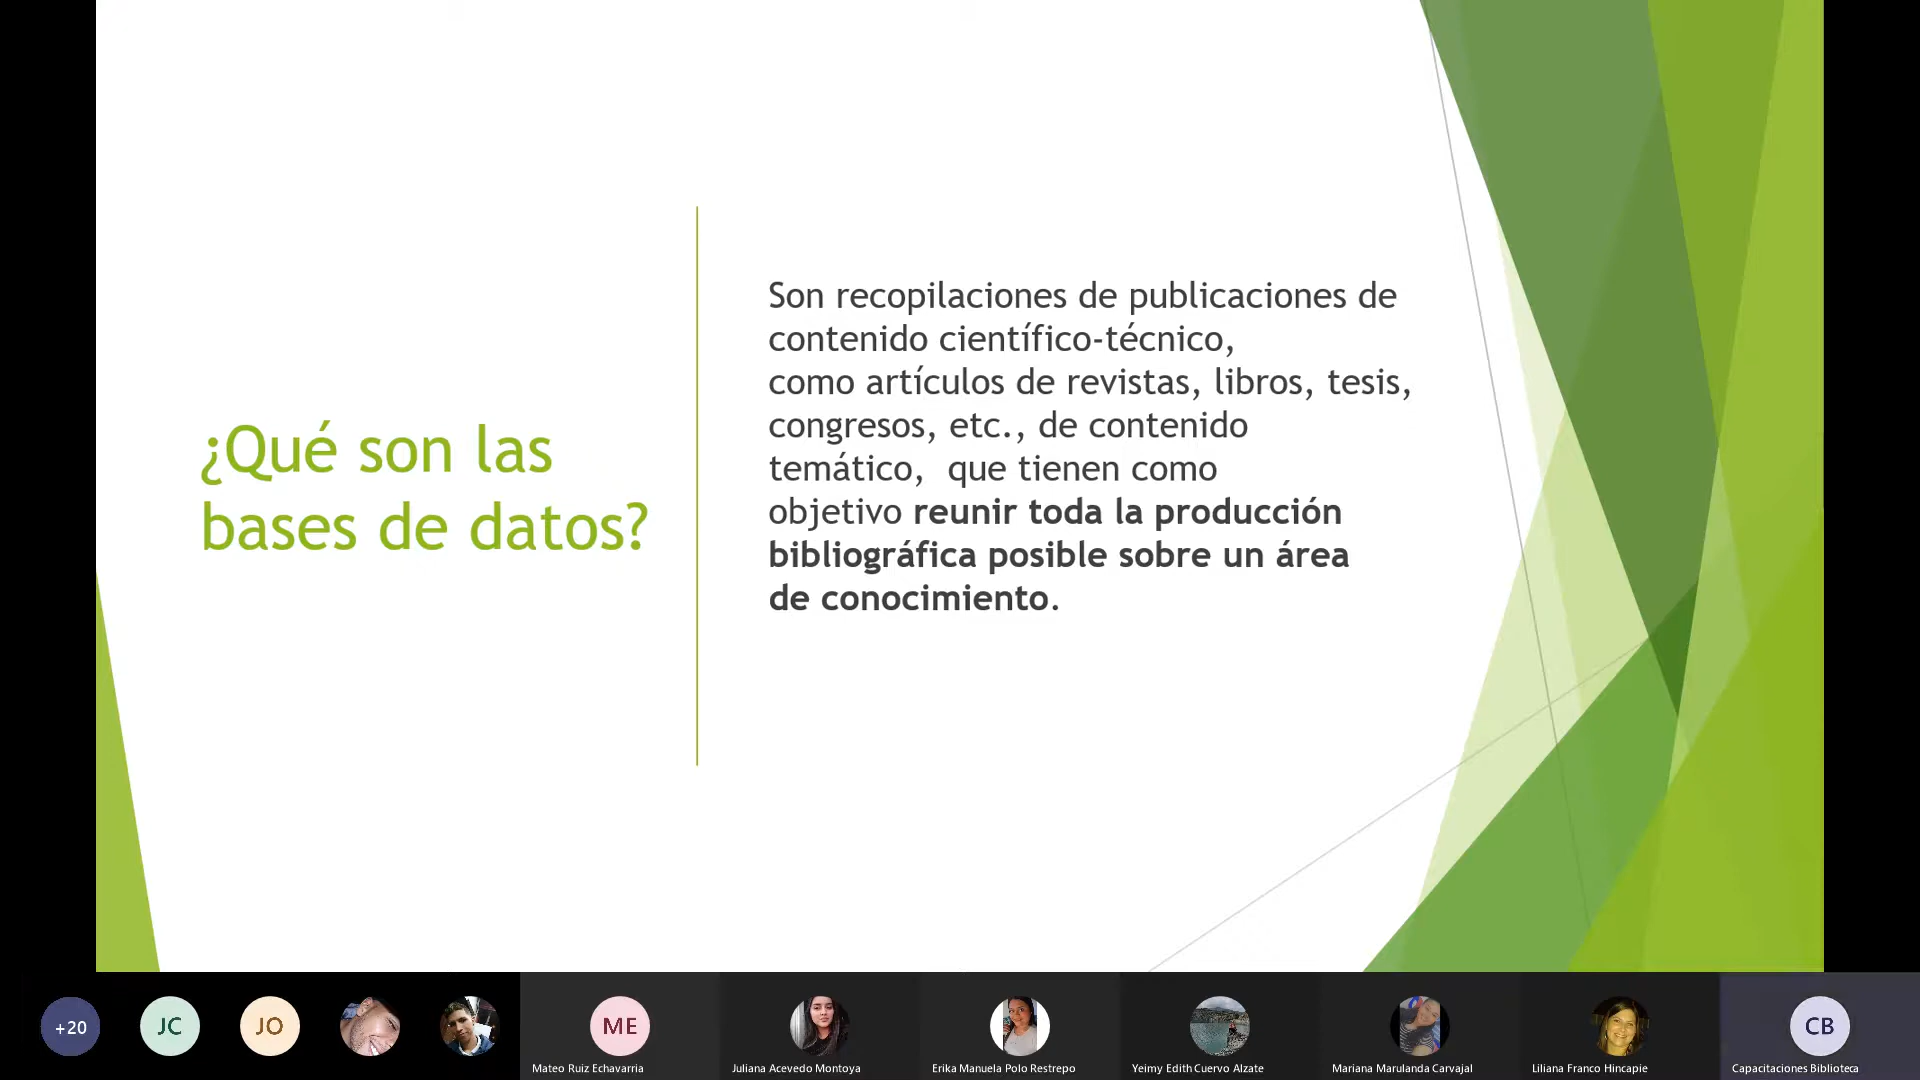 ¿Qué son las
bases de datos?
Son recopilaciones de publicaciones de
contenido científico-técnico,
como artículos de revistas, libros, tesis,
congresos, etc., de contenido
temático,  que tienen como
objetivo reunir toda la producción
bibliográfica posible sobre un área
de conocimiento.
+20
JC
JO
ME
CB
Mateo Ruiz Echavarria
Juliana Acevedo Montoya
Erika Manuela Polo Restrepo
Yeimy Edith Cuervo Alzate
Mariana Marulanda Carvajal
Liliana Franco Hincapie
Capacitaciones Biblioteca